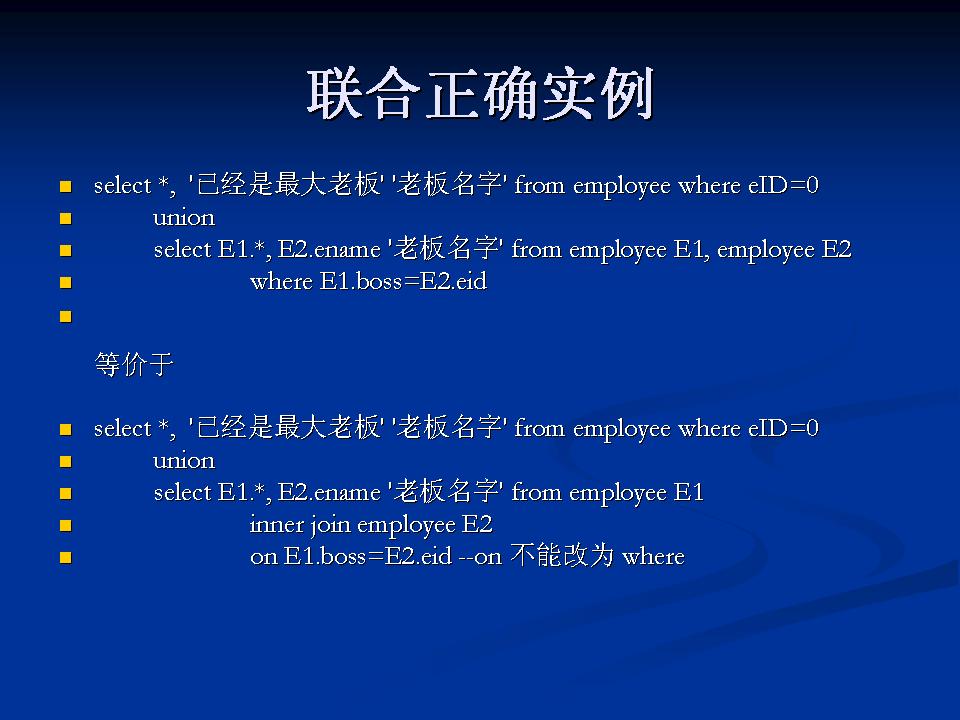 联合正确实例
select *,  '已经是最大老板' '老板名字' from employee where eID=0
union
select E1.*, E2.ename '老板名字' from employee E1, employee E2
where E1.boss=E2.eid
等价于
select *,  '已经是最大老板' '老板名字' from employee where eID=0
union
select E1.*, E2.ename '老板名字' from employee E1
inner join employee E2
on E1.boss=E2.eid --on 不能改为 where